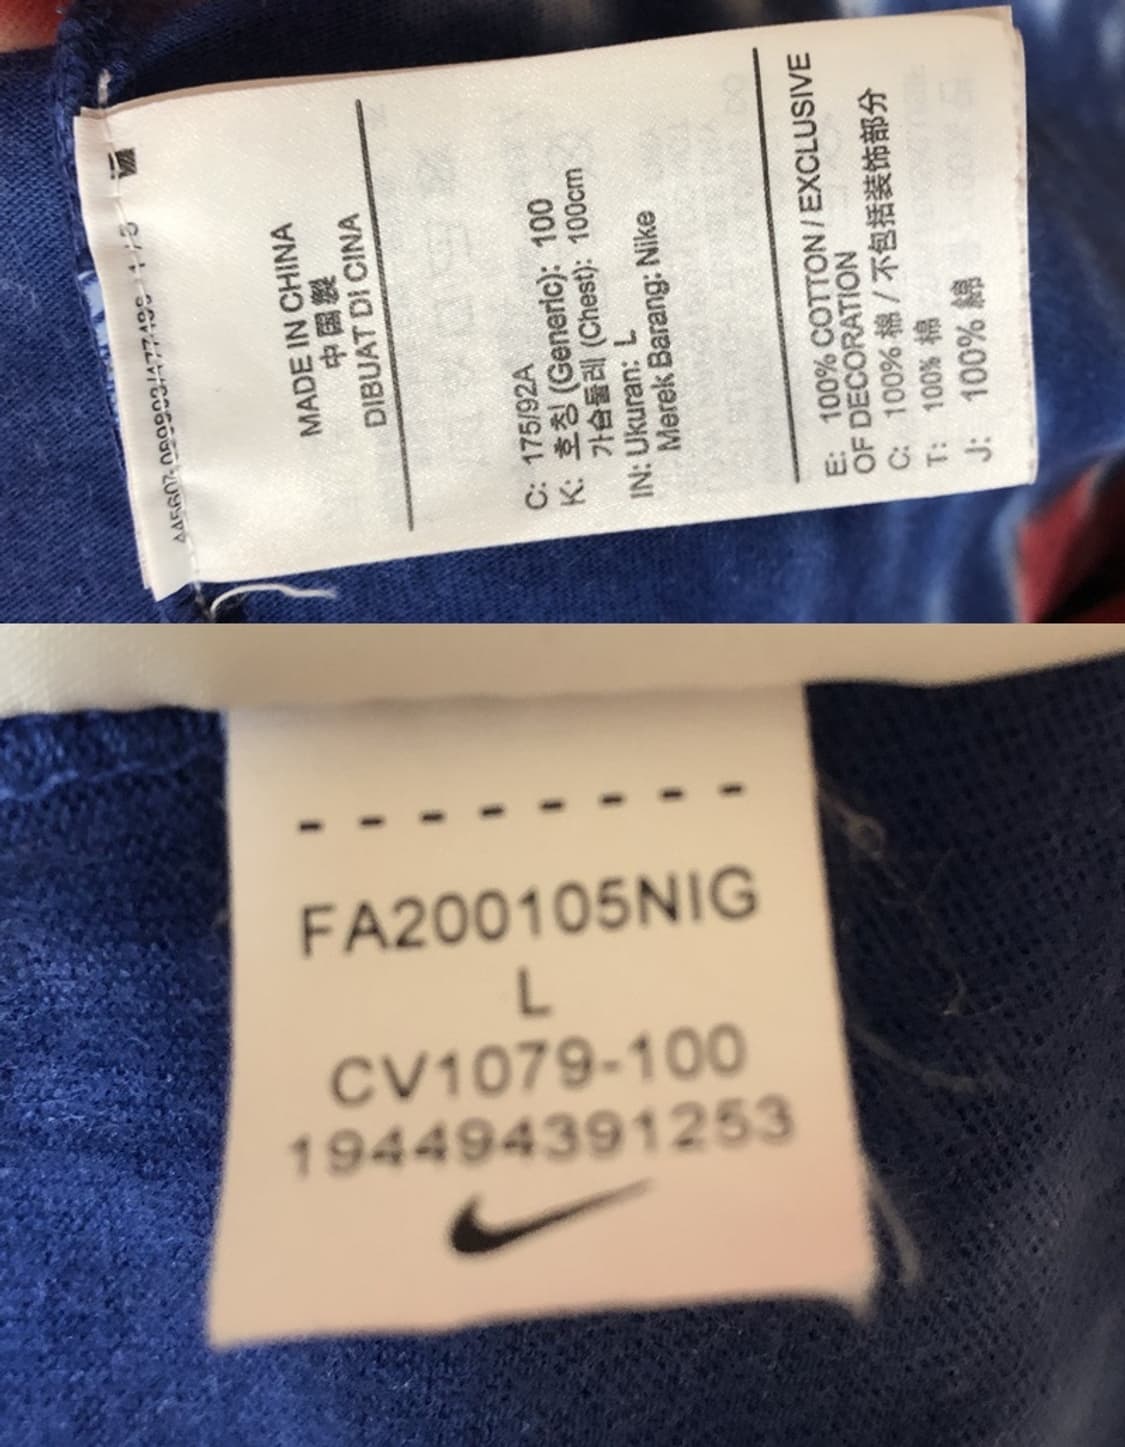 MADE IN CHINA
中國製
DIBUAT DI CINA
C: 175/92A
K: 호칭 (Generic): 100
가슴둘레 (Chest): 100cm
IN: Ukuran: L
Merek Barang: Nike
E: 100% COTTON / EXCLUSIVE
OF DECORATION
C: 100% 棉 / 不包括装饰部分
T: 100% 棉
J: 100% 綿
--------
FA200105NIG
L
CV1079-100
194494391253